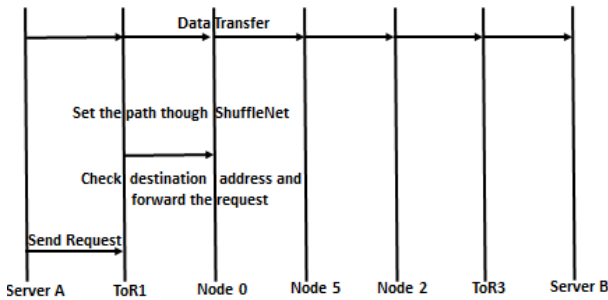 Data Transfer
Set the path though ShuffleNet
Check destination address and
forward the request
Send Request
Server A ToR1 Node 0 Node 5 Node 2 ToR3 Server B